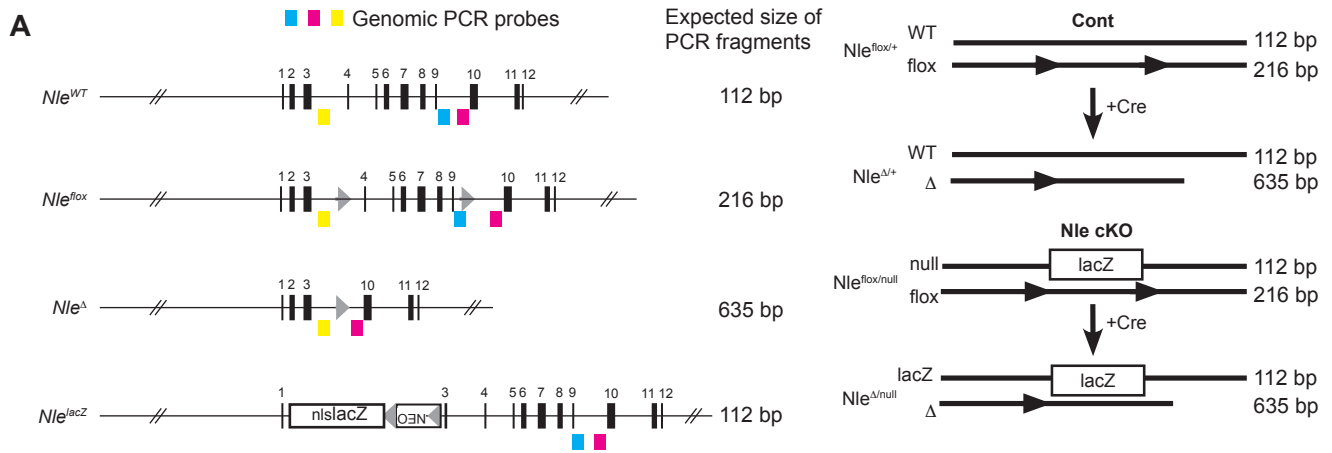 A
Genomic PCR probes
Expected size of
PCR fragments
1 2 3 4 5 6 7 8 9 10 11 12
Nle^WT
112 bp
1 2 3 4 5 6 7 8 9 10 11 12
Nle^flox
216 bp
1 2 3 10 11 12
Nle^Δ
635 bp
1 3 4 5 6 7 8 9 10 11 12
Nle^lacZ
nlslacZ
NEO
112 bp
Cont
Nle^flox/+
WT
112 bp
flox
216 bp
+Cre
Nle^Δ/+
WT
112 bp
Δ
635 bp
Nle cKO
Nle^flox/null
null
lacZ
112 bp
flox
216 bp
+Cre
Nle^Δ/null
lacZ
lacZ
112 bp
Δ
635 bp